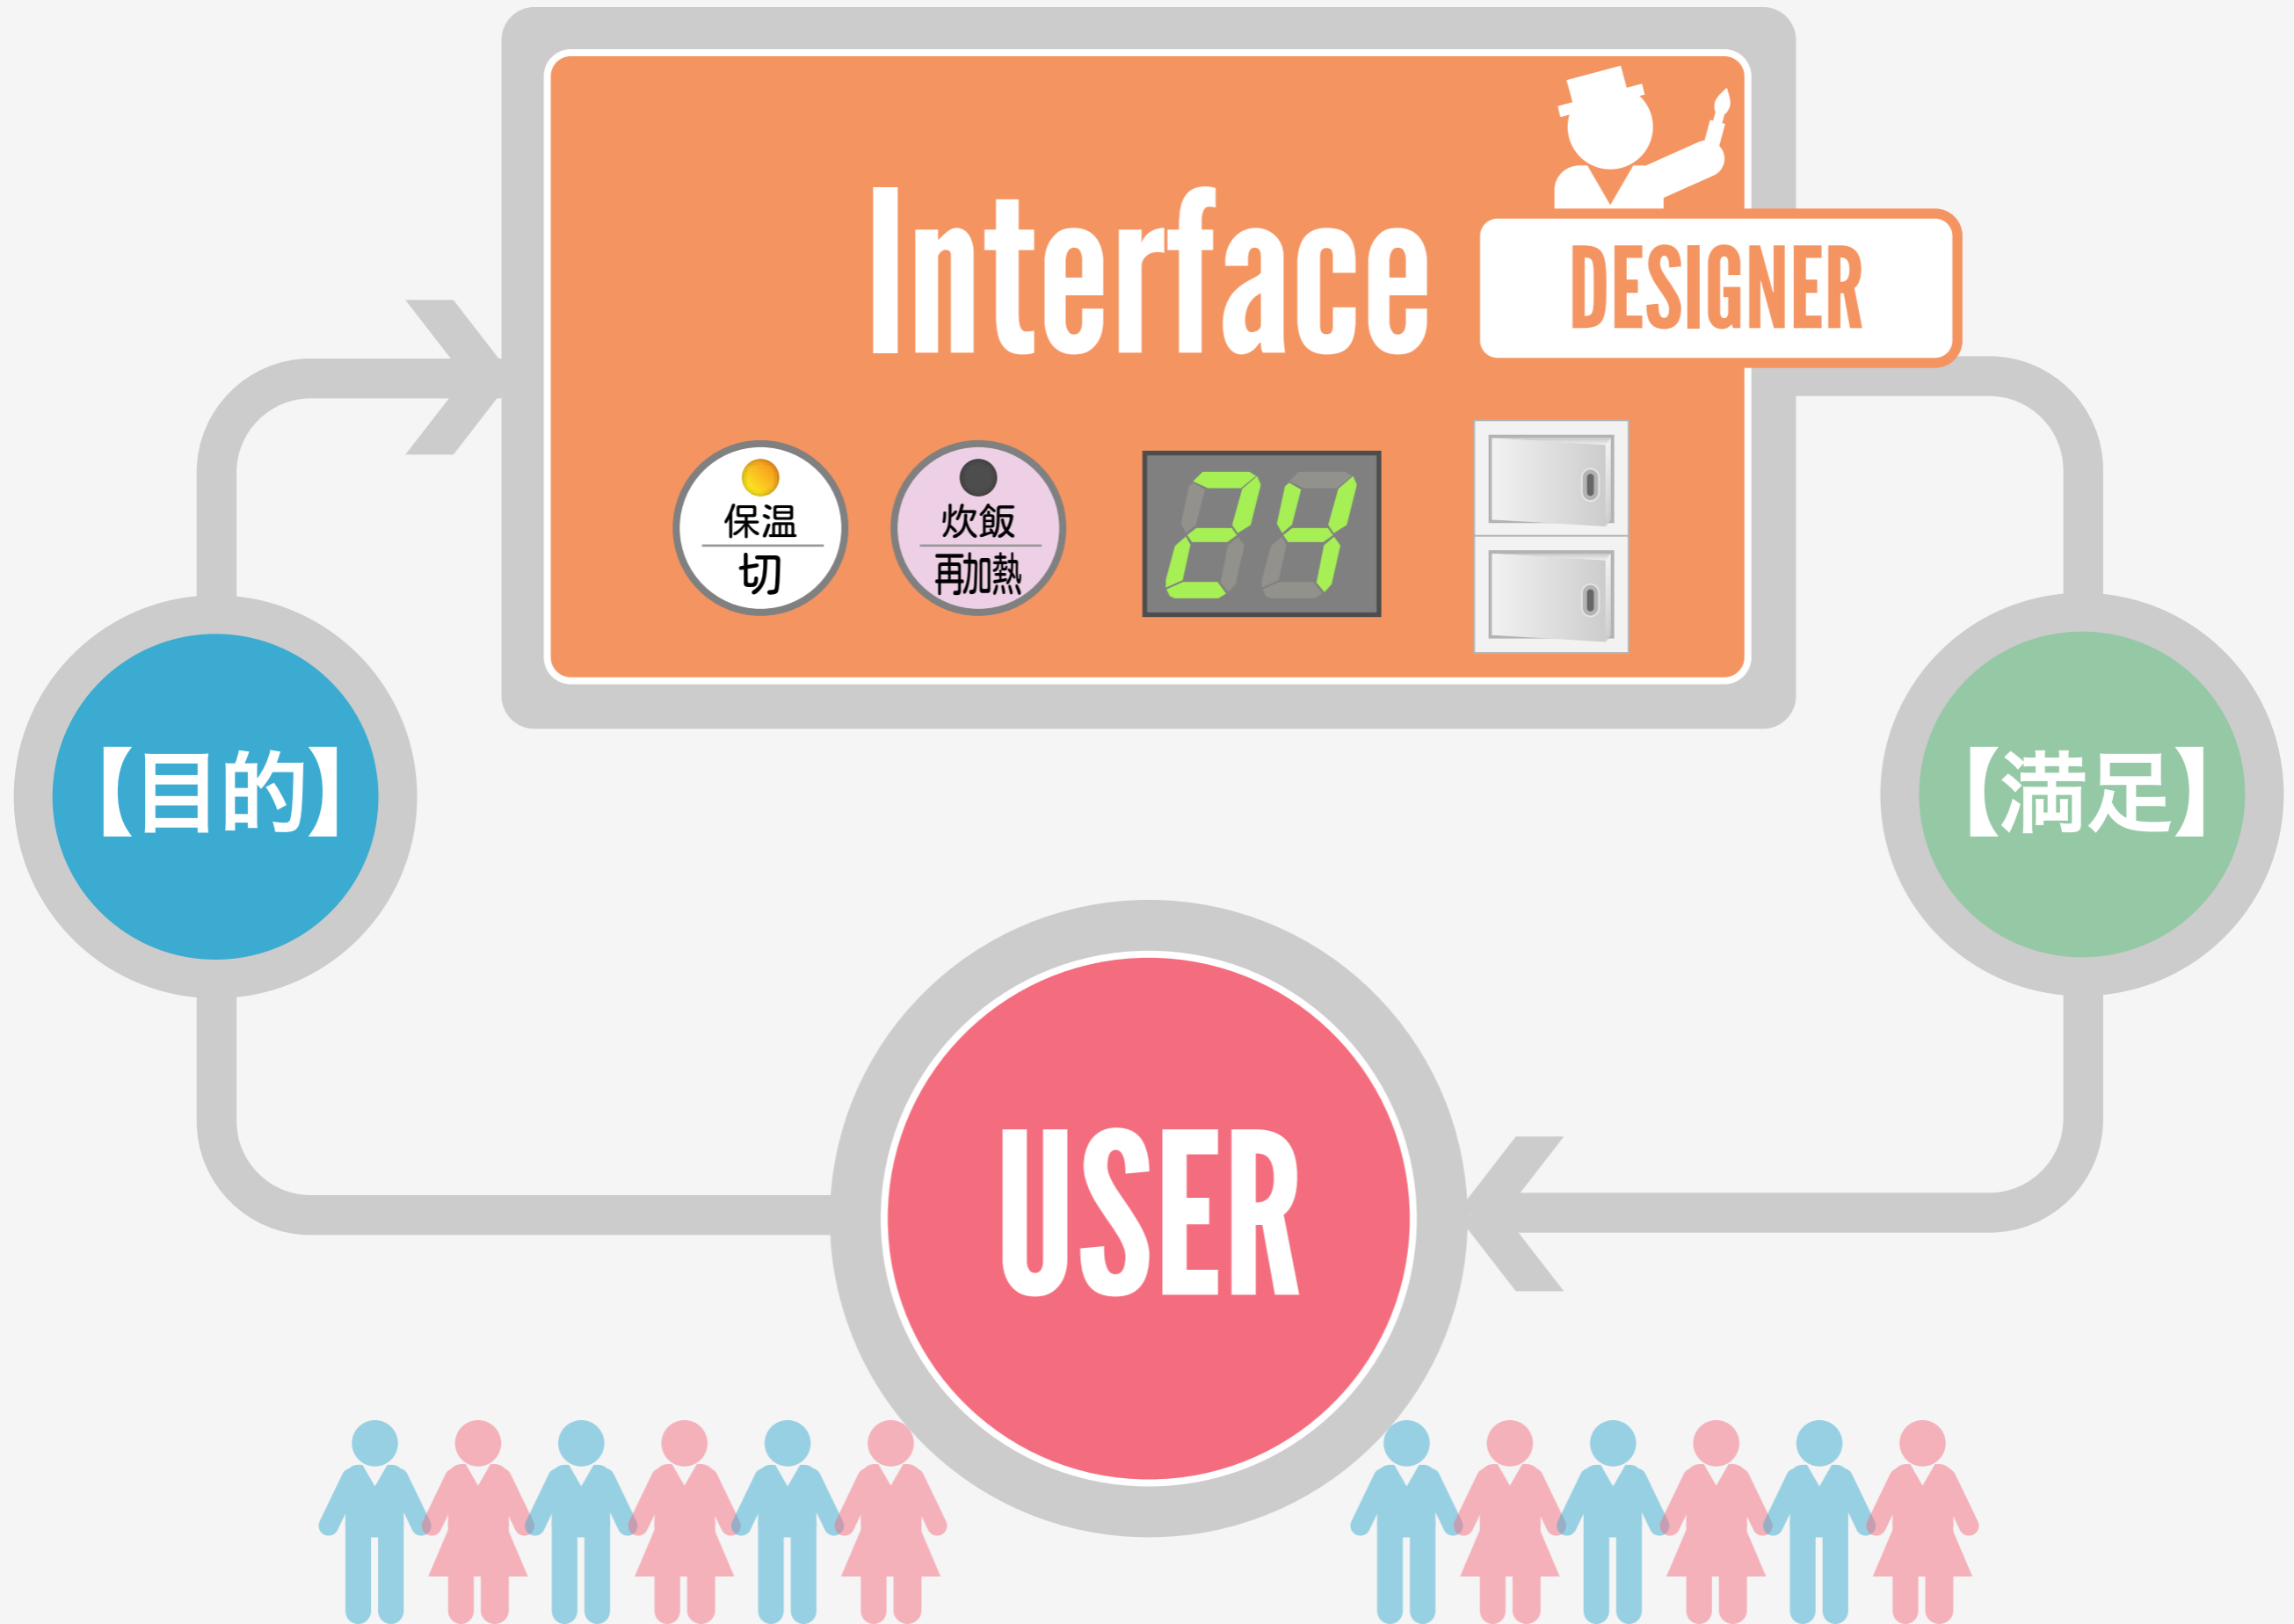 Interface
DESIGNER
保温
切
炊飯
再加熱
24
【目的】
【満足】
USER